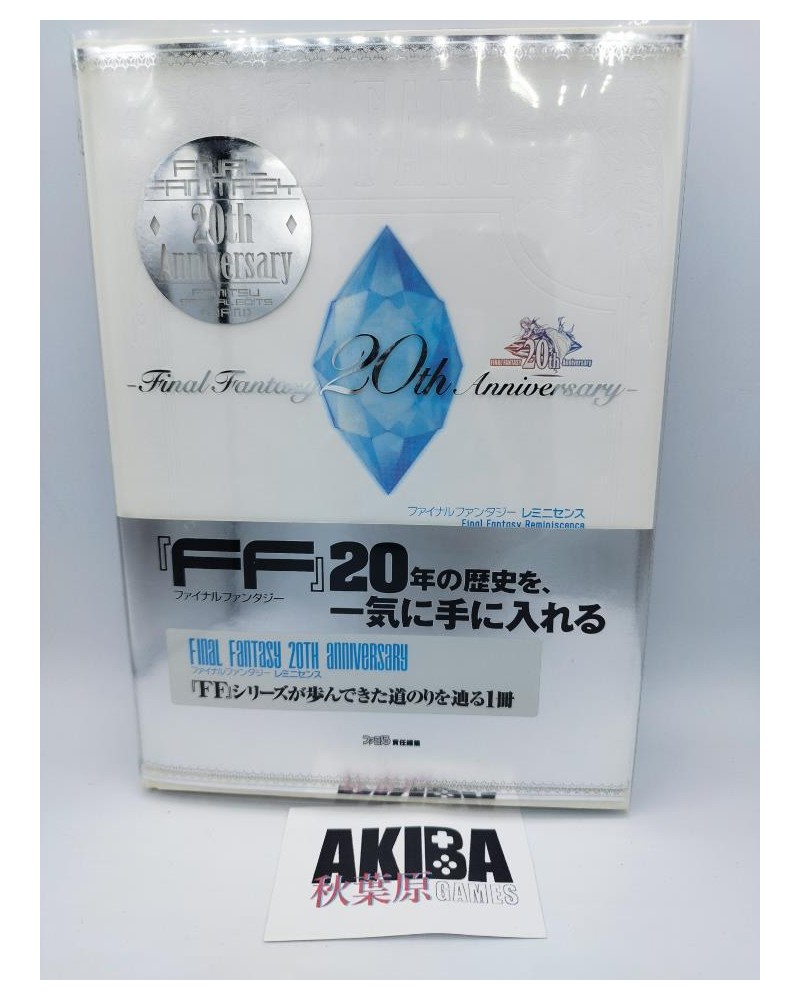 FINAL
FANTASY
20th
Anniversary
FAMITSU
FINAL FANTASY
20th Anniversary
-Final Fantasy 20th Anniversary-
ファイナルファンタジー レミニセンス
Final Fantasy Reminiscence
『FF』20年の歴史を、
ファイナルファンタジー
一気に手に入れる
FINAL FANTASY 20TH ANNIVERSARY
ファイナルファンタジー レミニセンス
『FF』シリーズが歩んできた道のりを辿る1冊
ファミ通 責任編集
AKIBA
秋葉原 GAMES